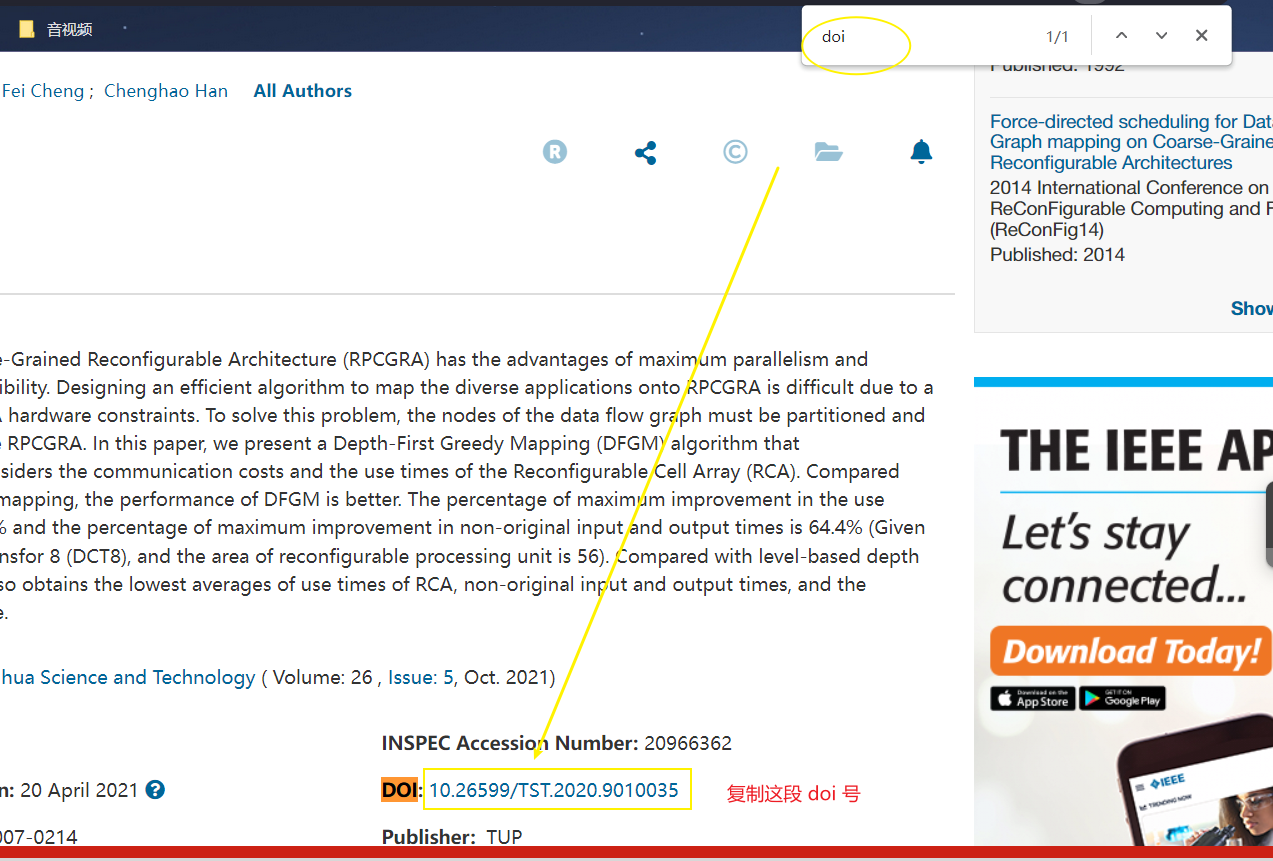 音视频
doi
1/1
Fei Cheng ; Chenghao Han All Authors
Published: 1992
Force-directed scheduling for Data
Graph mapping on Coarse-Graine
Reconfigurable Architectures
2014 International Conference on
ReConFigurable Computing and F
(ReConFig14)
Published: 2014
Show
e-Grained Reconfigurable Architecture (RPCGRA) has the advantages of maximum parallelism and
ibility. Designing an efficient algorithm to map the diverse applications onto RPCGRA is difficult due to a
A hardware constraints. To solve this problem, the nodes of the data flow graph must be partitioned and
e RPCGRA. In this paper, we present a Depth-First Greedy Mapping (DFGM) algorithm that
siders the communication costs and the use times of the Reconfigurable Cell Array (RCA). Compared
mapping, the performance of DFGM is better. The percentage of maximum improvement in the use
% and the percentage of maximum improvement in non-original input and output times is 64.4% (Given
nsfor 8 (DCT8), and the area of reconfigurable processing unit is 56). Compared with level-based depth
so obtains the lowest averages of use times of RCA, non-original input and output times, and the
e.
hua Science and Technology ( Volume: 26 , Issue: 5, Oct. 2021)
INSPEC Accession Number: 20966362
n: 20 April 2021
DOI: 10.26599/TST.2020.9010035
复制这段 doi 号
007-0214
Publisher: TUP
THE IEEE AP
Let's stay
connected...
Download Today!
Download on the
App Store
GET IT ON
Google Play
IEEE
TRENDING NOW